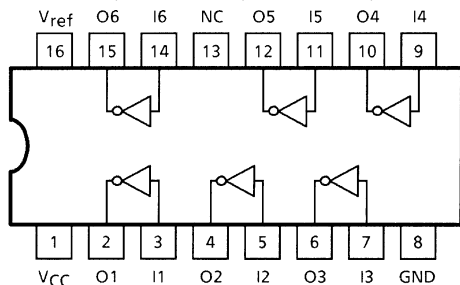 Vref O6 I6 NC O5 I5 O4 I4
16 15 14 13 12 11 10 9
1 2 3 4 5 6 7 8
VCC O1 I1 O2 I2 O3 I3 GND